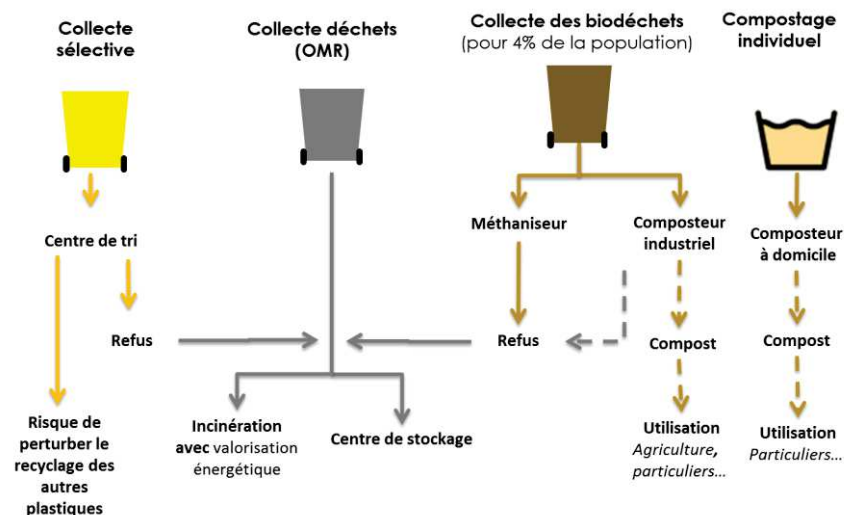 Collecte
sélective
Collecte déchets
(OMR)
Collecte des biodéchets
(pour 4% de la population)
Compostage
individuel
Centre de tri
Méthaniseur
Composteur
industriel
Composteur
à domicile
Refus
Refus
Compost
Compost
Risque de
perturber le
recyclage des
autres
plastiques
Incinération
avec valorisation
énergétique
Centre de stockage
Utilisation
Agriculture,
particuliers...
Utilisation
Particuliers...